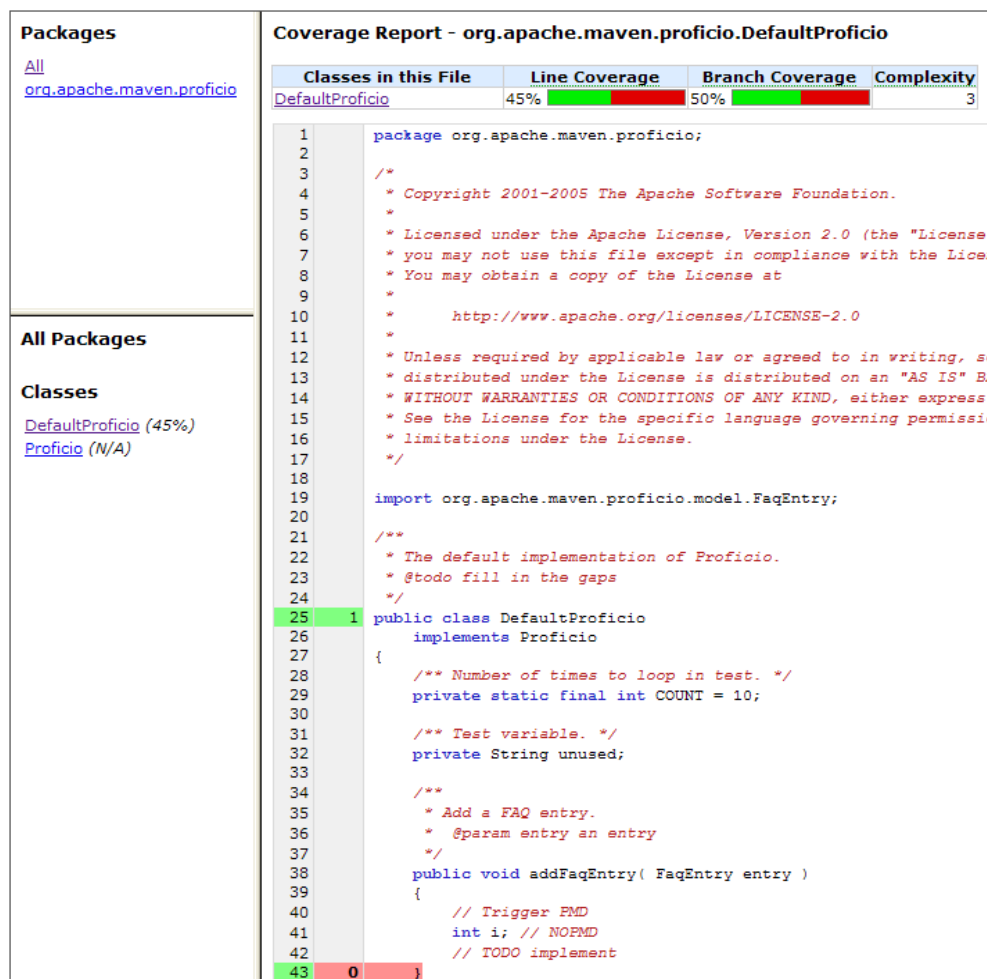 Packages
All
org.apache.maven.proficio
All Packages
Classes
DefaultProficio (45%)
Proficio (N/A)
Coverage Report - org.apache.maven.proficio.DefaultProficio
Classes in this File Line Coverage Branch Coverage Complexity
DefaultProficio 45% 50% 3
1 package org.apache.maven.proficio;
2
3 /*
4 * Copyright 2001-2005 The Apache Software Foundation.
5 *
6 * Licensed under the Apache License, Version 2.0 (the "License
7 * you may not use this file except in compliance with the Lice
8 * You may obtain a copy of the License at
9 *
10 * http://www.apache.org/licenses/LICENSE-2.0
11 *
12 * Unless required by applicable law or agreed to in writing, s
13 * distributed under the License is distributed on an "AS IS" B
14 * WITHOUT WARRANTIES OR CONDITIONS OF ANY KIND, either express
15 * See the License for the specific language governing permissi
16 * limitations under the License.
17 */
18
19 import org.apache.maven.proficio.model.FaqEntry;
20
21 /**
22 * The default implementation of Proficio.
23 * @todo fill in the gaps
24 */
25 1 public class DefaultProficio
26 implements Proficio
27 {
28 /** Number of times to loop in test. */
29 private static final int COUNT = 10;
30
31 /** Test variable. */
32 private String unused;
33
34 /**
35 * Add a FAQ entry.
36 * @param entry an entry
37 */
38 public void addFaqEntry( FaqEntry entry )
39 {
40 // Trigger PMD
41 int i; // NOPMD
42 // TODO implement
43 0 }